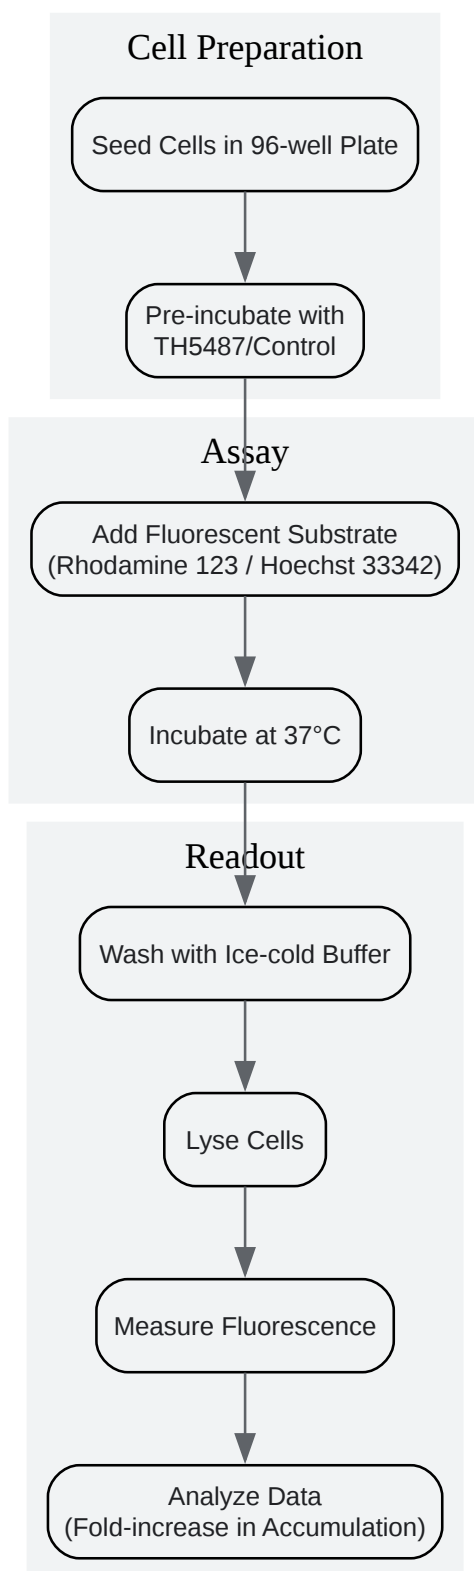 Cell Preparation
Seed Cells in 96-well Plate
Pre-incubate with
TH5487/Control
Assay
Add Fluorescent Substrate
(Rhodamine 123 / Hoechst 33342)
Incubate at 37°C
Readout
Wash with Ice-cold Buffer
Lyse Cells
Measure Fluorescence
Analyze Data
(Fold-increase in Accumulation)